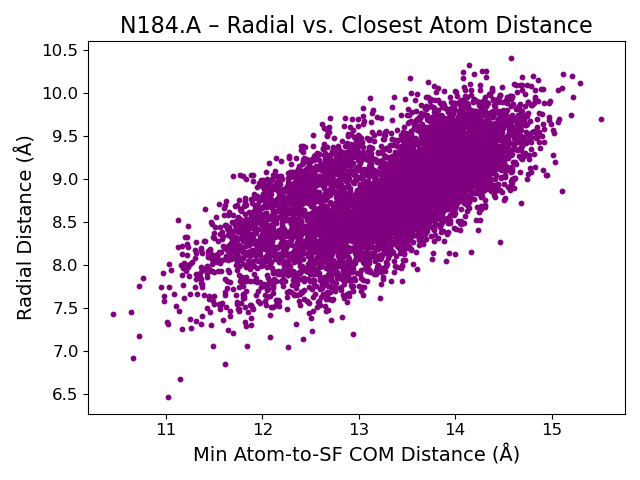 N184.A – Radial vs. Closest Atom Distance
10.5
10.0
9.5
9.0
8.5
8.0
7.5
7.0
6.5
Radial Distance (Å)
11 12 13 14 15
Min Atom-to-SF COM Distance (Å)